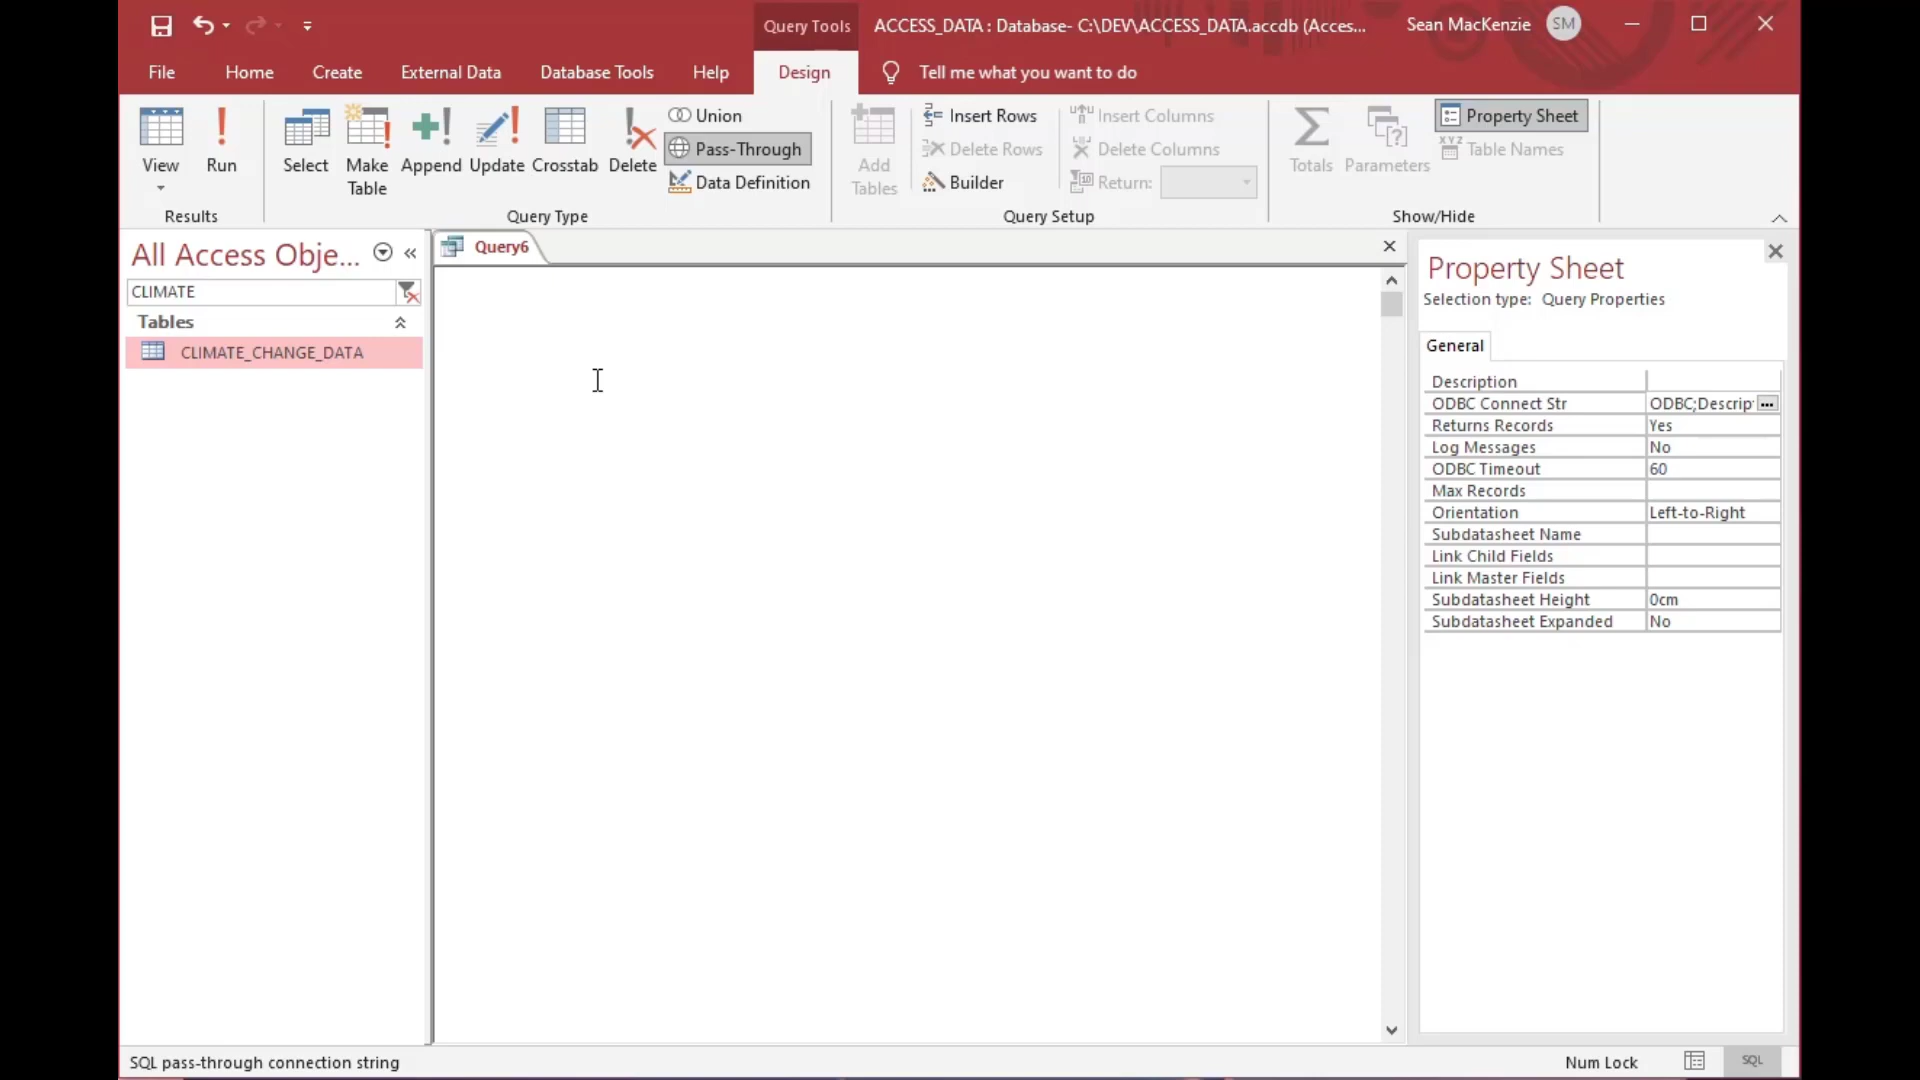 Query Tools
ACCESS_DATA : Database- C:\DEV\ACCESS_DATA.accdb (Acces...
Sean MacKenzie
SM
File
Home
Create
External Data
Database Tools
Help
Design
Tell me what you want to do
View
Run
Select
Make
Table
Append
Update
Crosstab
Delete
Union
Pass-Through
Data Definition
Add
Tables
Insert Rows
Delete Rows
Builder
Insert Columns
Delete Columns
Return:
Totals
Parameters
Property Sheet
Table Names
Results
Query Type
Query Setup
Show/Hide
All Access Obje...
CLIMATE
Tables
CLIMATE_CHANGE_DATA
Query6
Property Sheet
Selection type: Query Properties
General
Description
ODBC Connect Str ODBC;Descrip ...
Returns Records Yes
Log Messages No
ODBC Timeout 60
Max Records
Orientation Left-to-Right
Subdatasheet Name
Link Child Fields
Link Master Fields
Subdatasheet Height 0cm
Subdatasheet Expanded No
SQL pass-through connection string
Num Lock
SQL